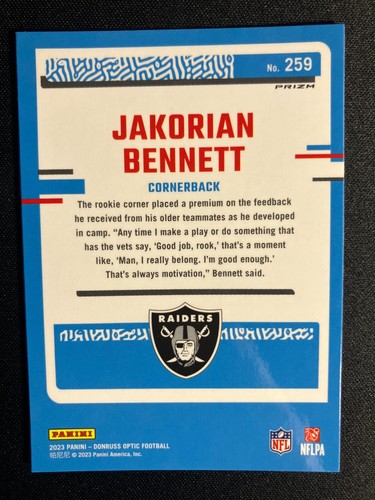 No. 259
PRIZM
JAKORIAN
BENNETT
CORNERBACK
The rookie corner placed a premium on the feedback
he received from his older teammates as he developed
in camp. “Any time I make a play or do something that
has the vets say, ‘Good job, rook,’ that’s a moment
like, ‘Man, I really belong. I’m good enough.’
That’s always motivation,” Bennett said.
RAIDERS
PANINI
2023 PANINI – DONRUSS OPTIC FOOTBALL
帕尼尼 © 2023 Panini America, Inc.
NFL
NFLPA